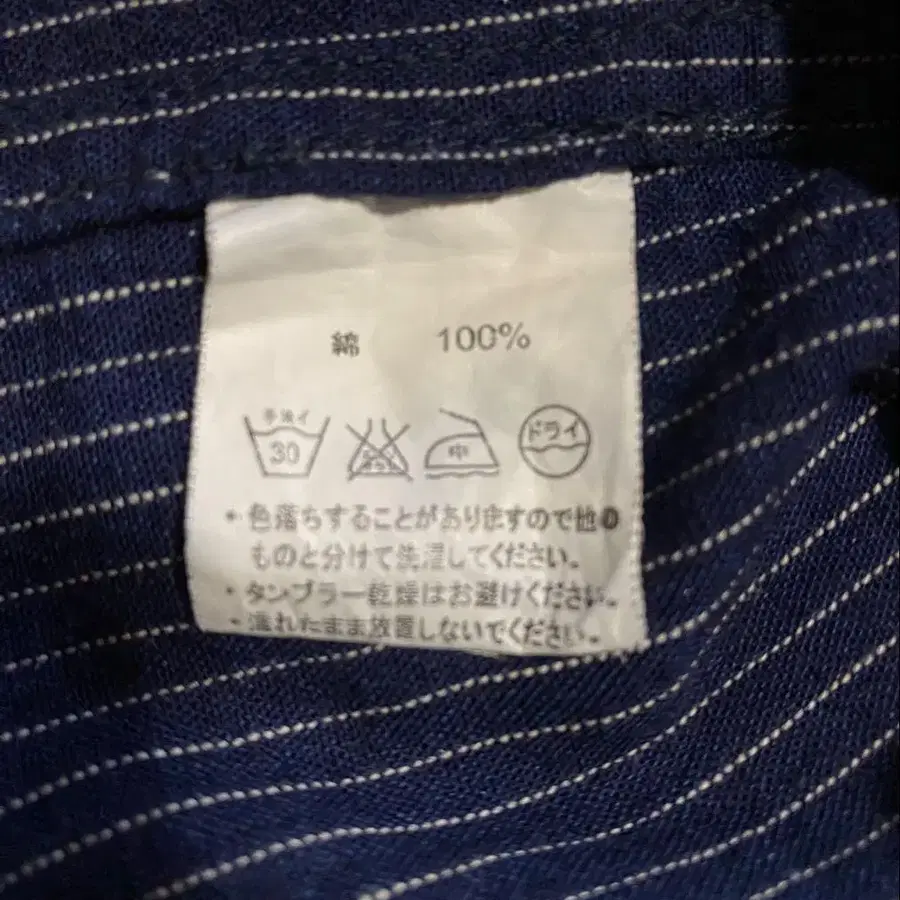 綿 100%
手洗イ
30
中
ドライ
・色落ちすることがありますので他の
ものと分けて洗濯してください。
・タンブラー乾燥はお避けください。
・濡れたまま放置しないでください。